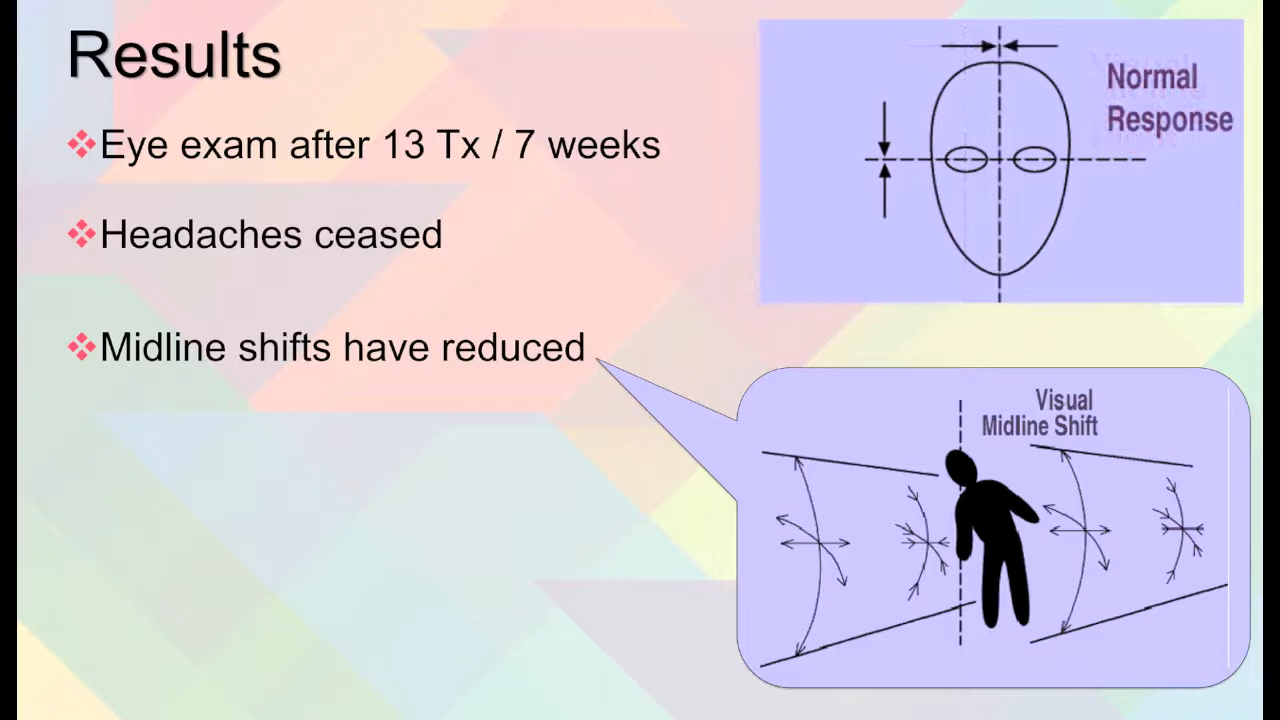 Results
Eye exam after 13 Tx / 7 weeks
Headaches ceased
Midline shifts have reduced
Normal
Response
Visual
Midline Shift